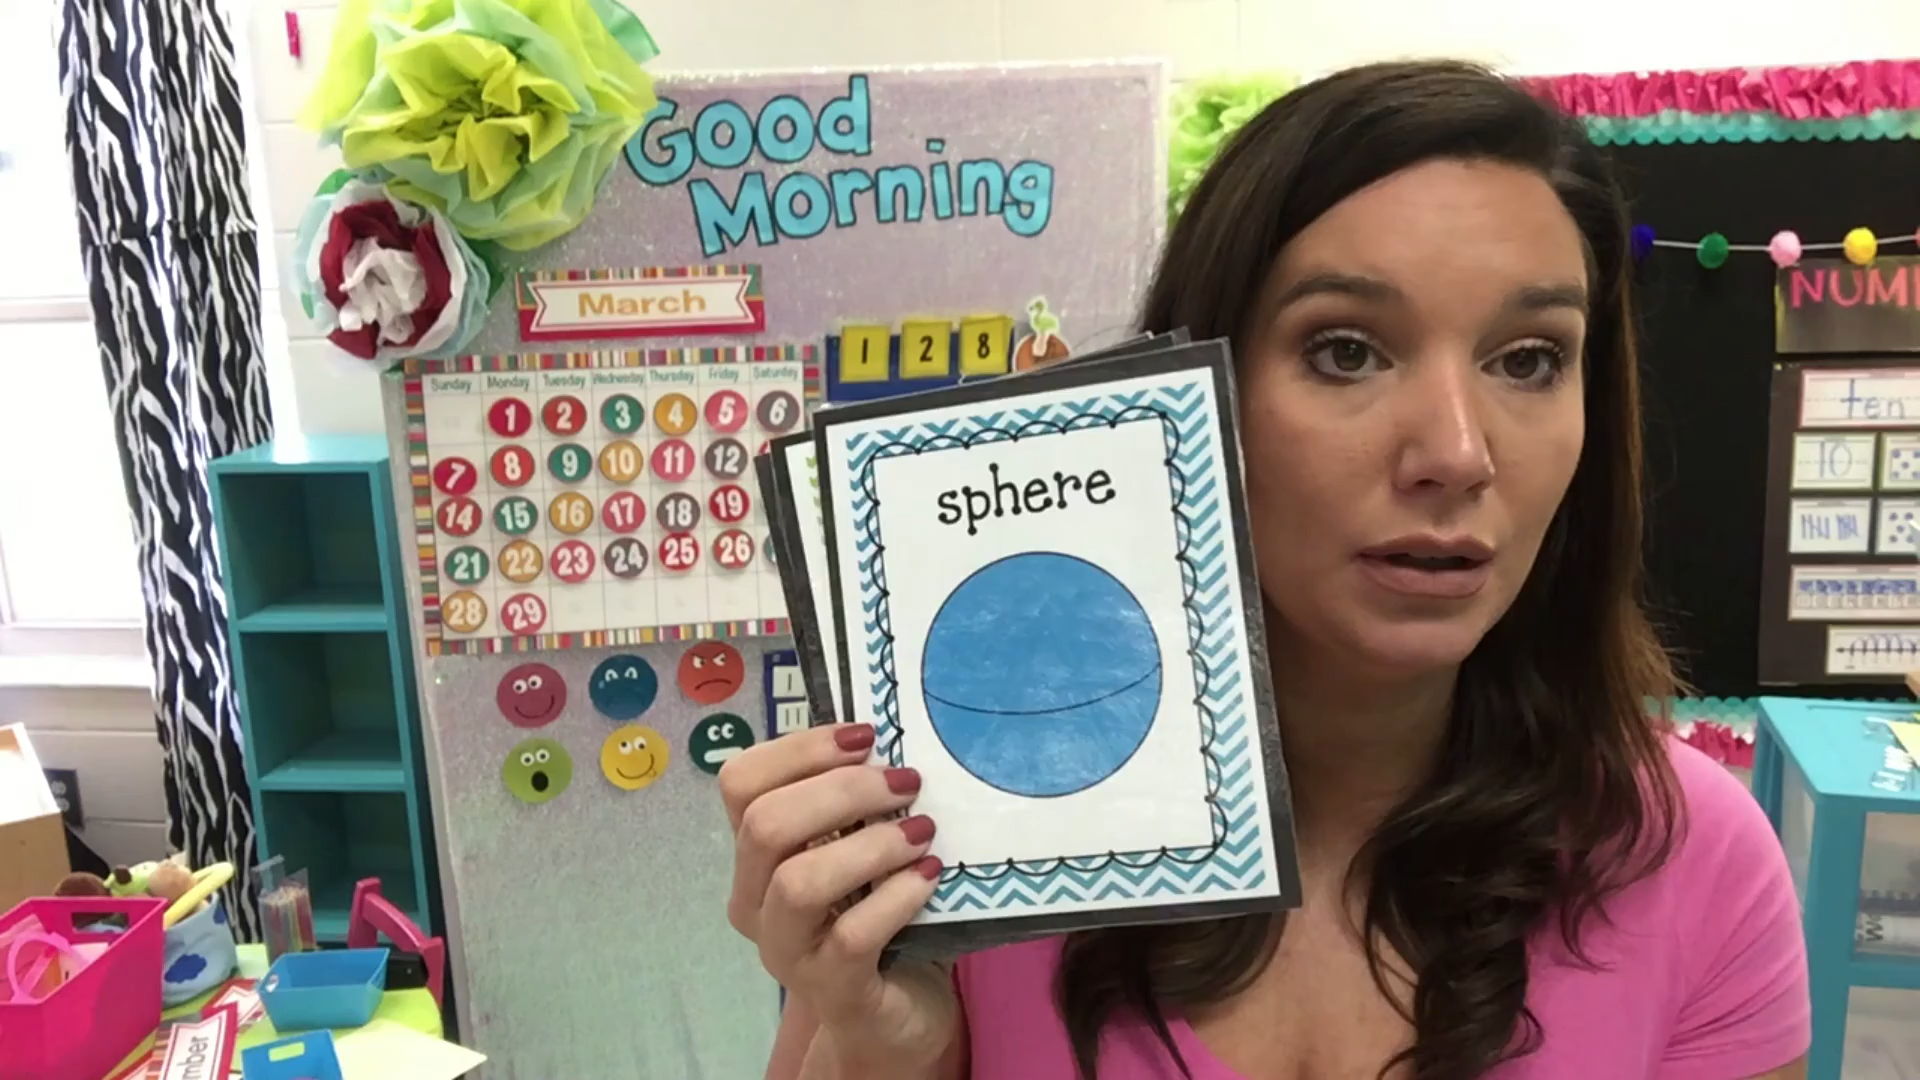 Good
Morning
March
Sunday Monday Tuesday Wednesday Thursday Friday Saturday
1 2 3 4 5 6
7 8 9 10 11 12
14 15 16 17 18 19
21 22 23 24 25 26
28 29
1 2 8
sphere
NUM
ten
10
mber